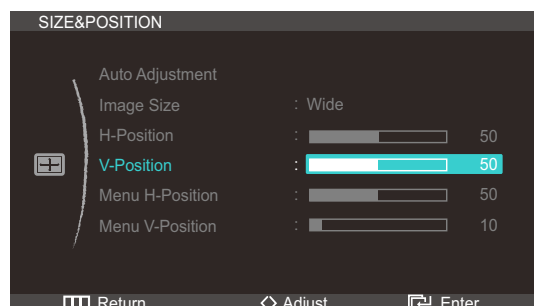 SIZE&POSITION
Auto Adjustment
Image Size : Wide
H-Position : 50
V-Position : 50
Menu H-Position : 50
Menu V-Position : 10
Return Adjust Enter